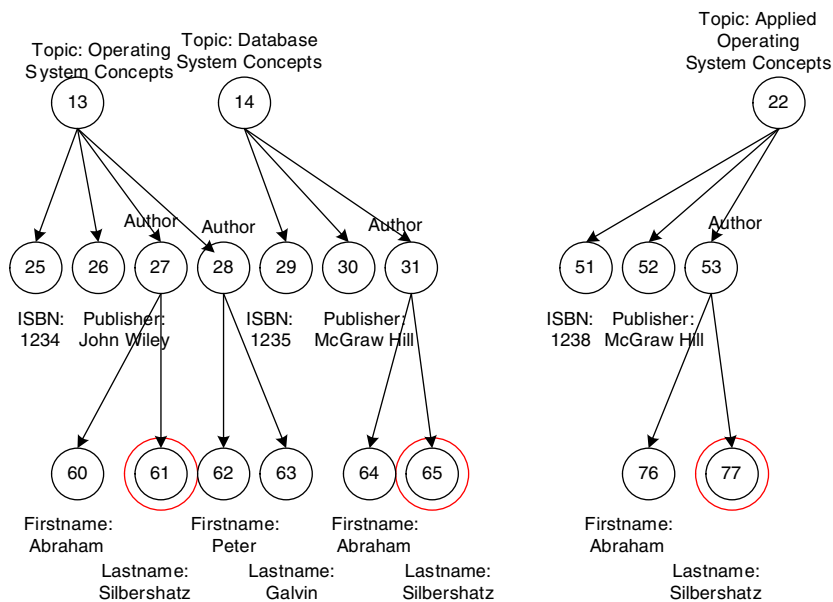 Topic: Operating
System Concepts
Topic: Database
System Concepts
Topic: Applied
Operating
System Concepts
13
14
22
Author
Author
Author
Author
25
26
27
28
29
30
31
51
52
53
ISBN:
1234
Publisher:
John Wiley
ISBN:
1235
Publisher:
McGraw Hill
ISBN:
1238
Publisher:
McGraw Hill
60
61
62
63
64
65
76
77
Firstname:
Abraham
Lastname:
Silbershatz
Firstname:
Peter
Lastname:
Galvin
Firstname:
Abraham
Lastname:
Silbershatz
Firstname:
Abraham
Lastname:
Silbershatz